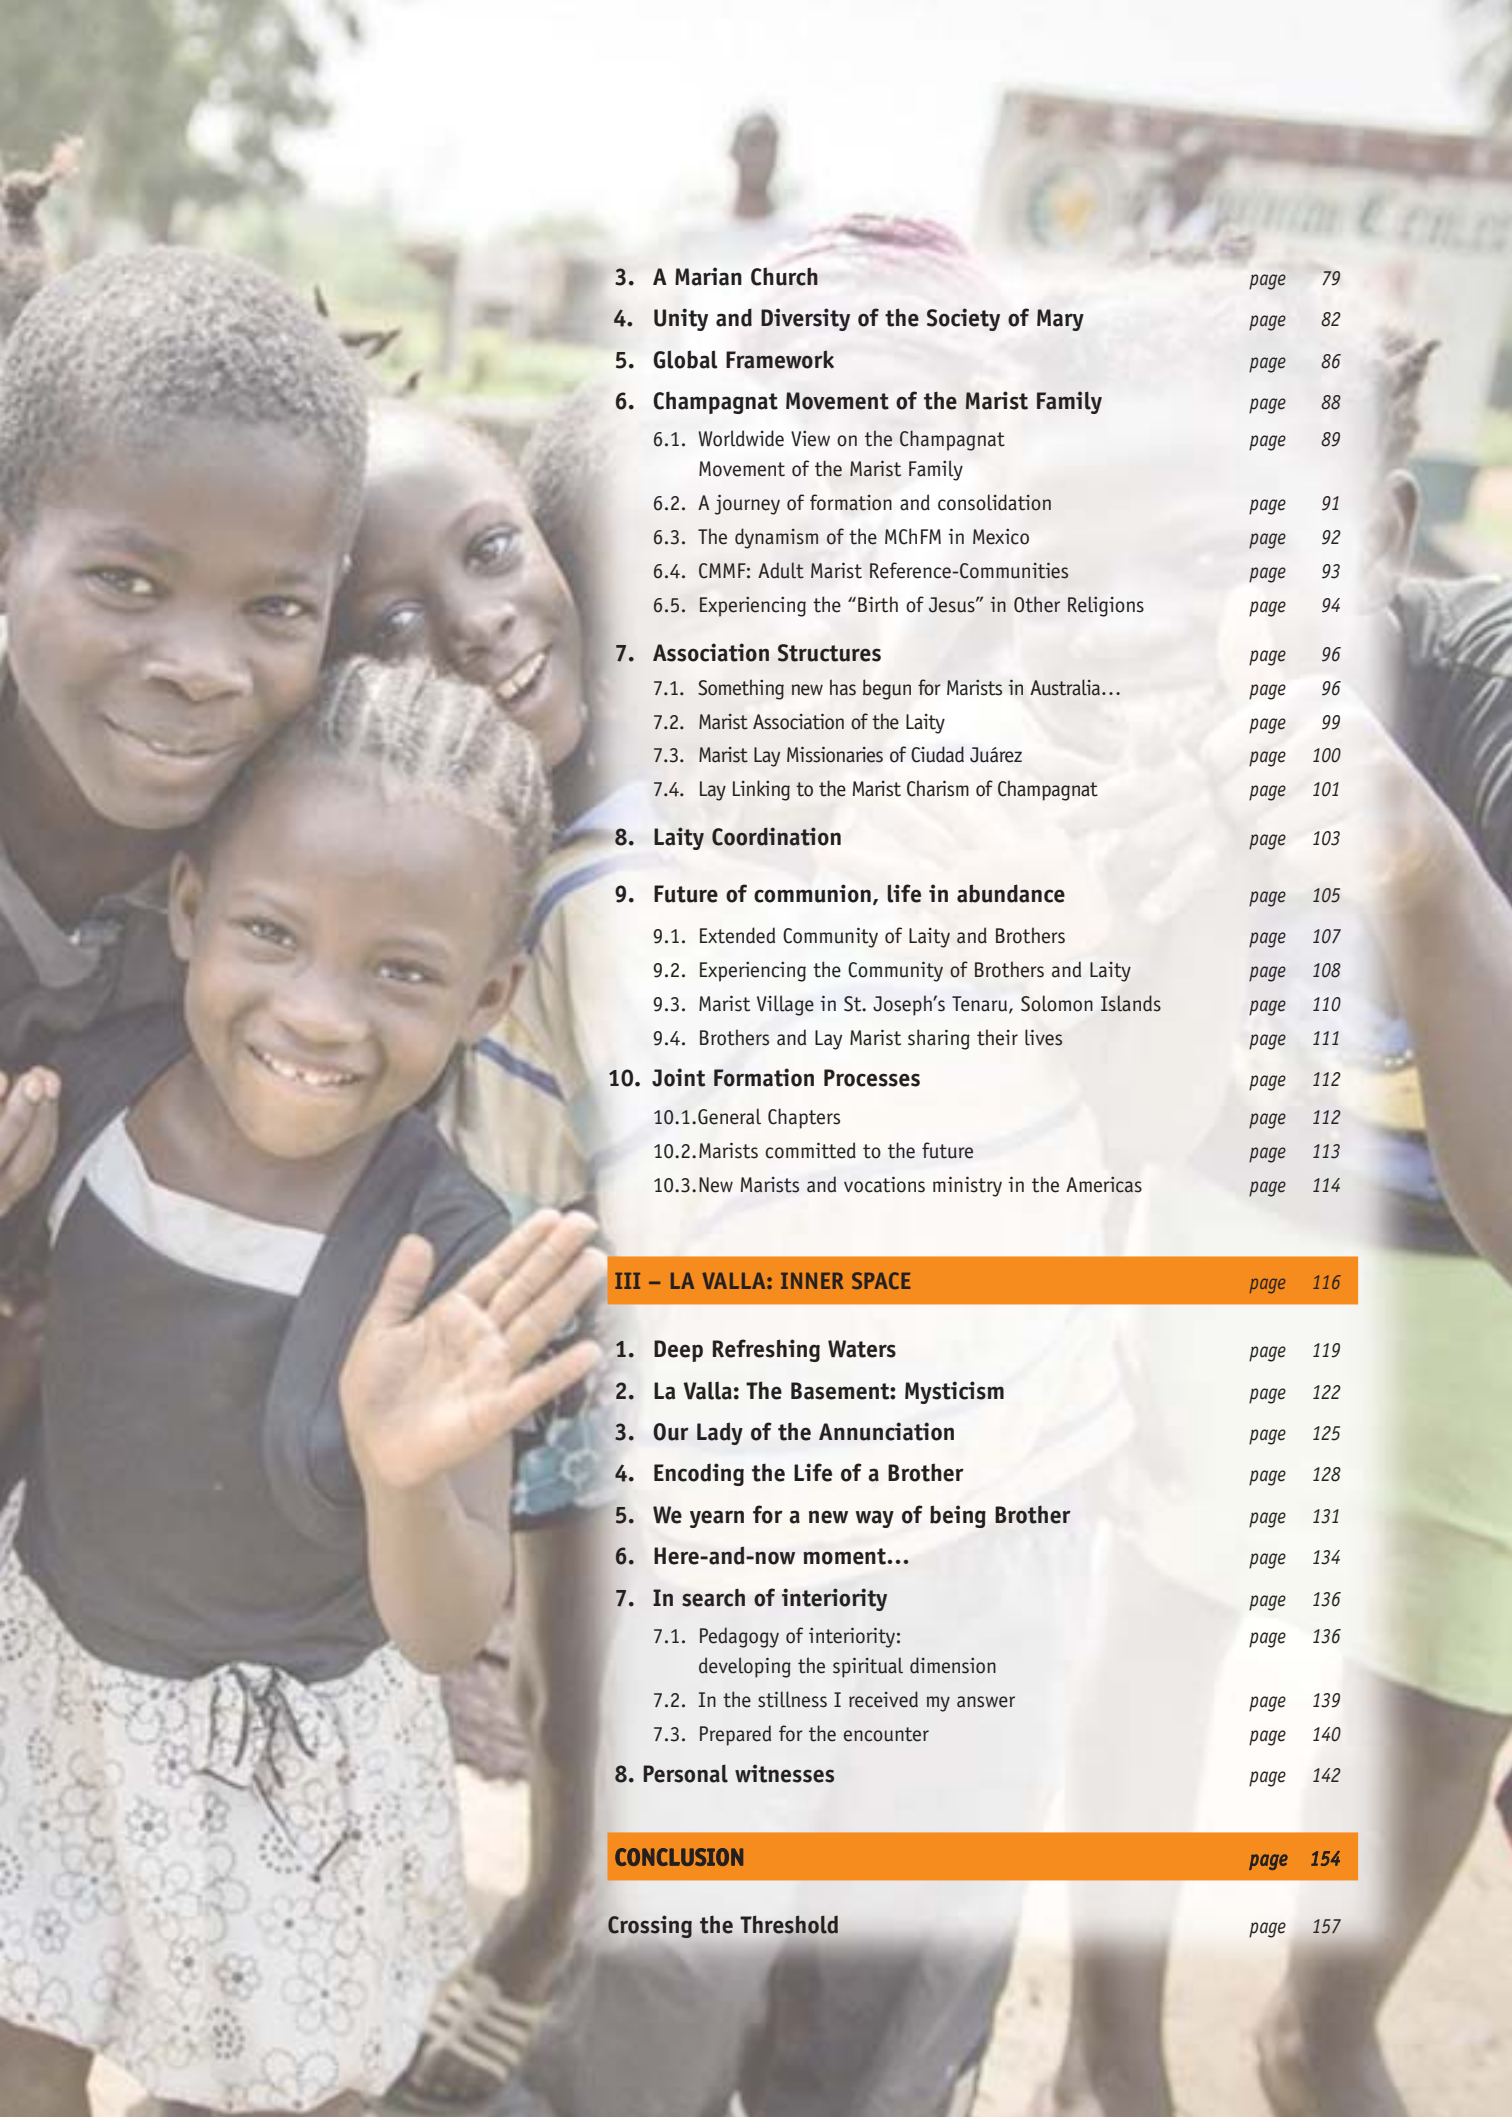 3. A Marian Church page 79
4. Unity and Diversity of the Society of Mary page 82
5. Global Framework page 86
6. Champagnat Movement of the Marist Family page 88
6.1. Worldwide View on the Champagnat page 89
Movement of the Marist Family
6.2. A journey of formation and consolidation page 91
6.3. The dynamism of the MChFM in Mexico page 92
6.4. CMMF: Adult Marist Reference-Communities page 93
6.5. Experiencing the “Birth of Jesus” in Other Religions page 94
7. Association Structures page 96
7.1. Something new has begun for Marists in Australia… page 96
7.2. Marist Association of the Laity page 99
7.3. Marist Lay Missionaries of Ciudad Juárez page 100
7.4. Lay Linking to the Marist Charism of Champagnat page 101
8. Laity Coordination page 103
9. Future of communion, life in abundance page 105
9.1. Extended Community of Laity and Brothers page 107
9.2. Experiencing the Community of Brothers and Laity page 108
9.3. Marist Village in St. Joseph’s Tenaru, Solomon Islands page 110
9.4. Brothers and Lay Marist sharing their lives page 111
10. Joint Formation Processes page 112
10.1.General Chapters page 112
10.2.Marists committed to the future page 113
10.3.New Marists and vocations ministry in the Americas page 114
III – LA VALLA: INNER SPACE page 116
1. Deep Refreshing Waters page 119
2. La Valla: The Basement: Mysticism page 122
3. Our Lady of the Annunciation page 125
4. Encoding the Life of a Brother page 128
5. We yearn for a new way of being Brother page 131
6. Here-and-now moment… page 134
7. In search of interiority page 136
7.1. Pedagogy of interiority: page 136
developing the spiritual dimension
7.2. In the stillness I received my answer page 139
7.3. Prepared for the encounter page 140
8. Personal witnesses page 142
CONCLUSION page 154
Crossing the Threshold page 157